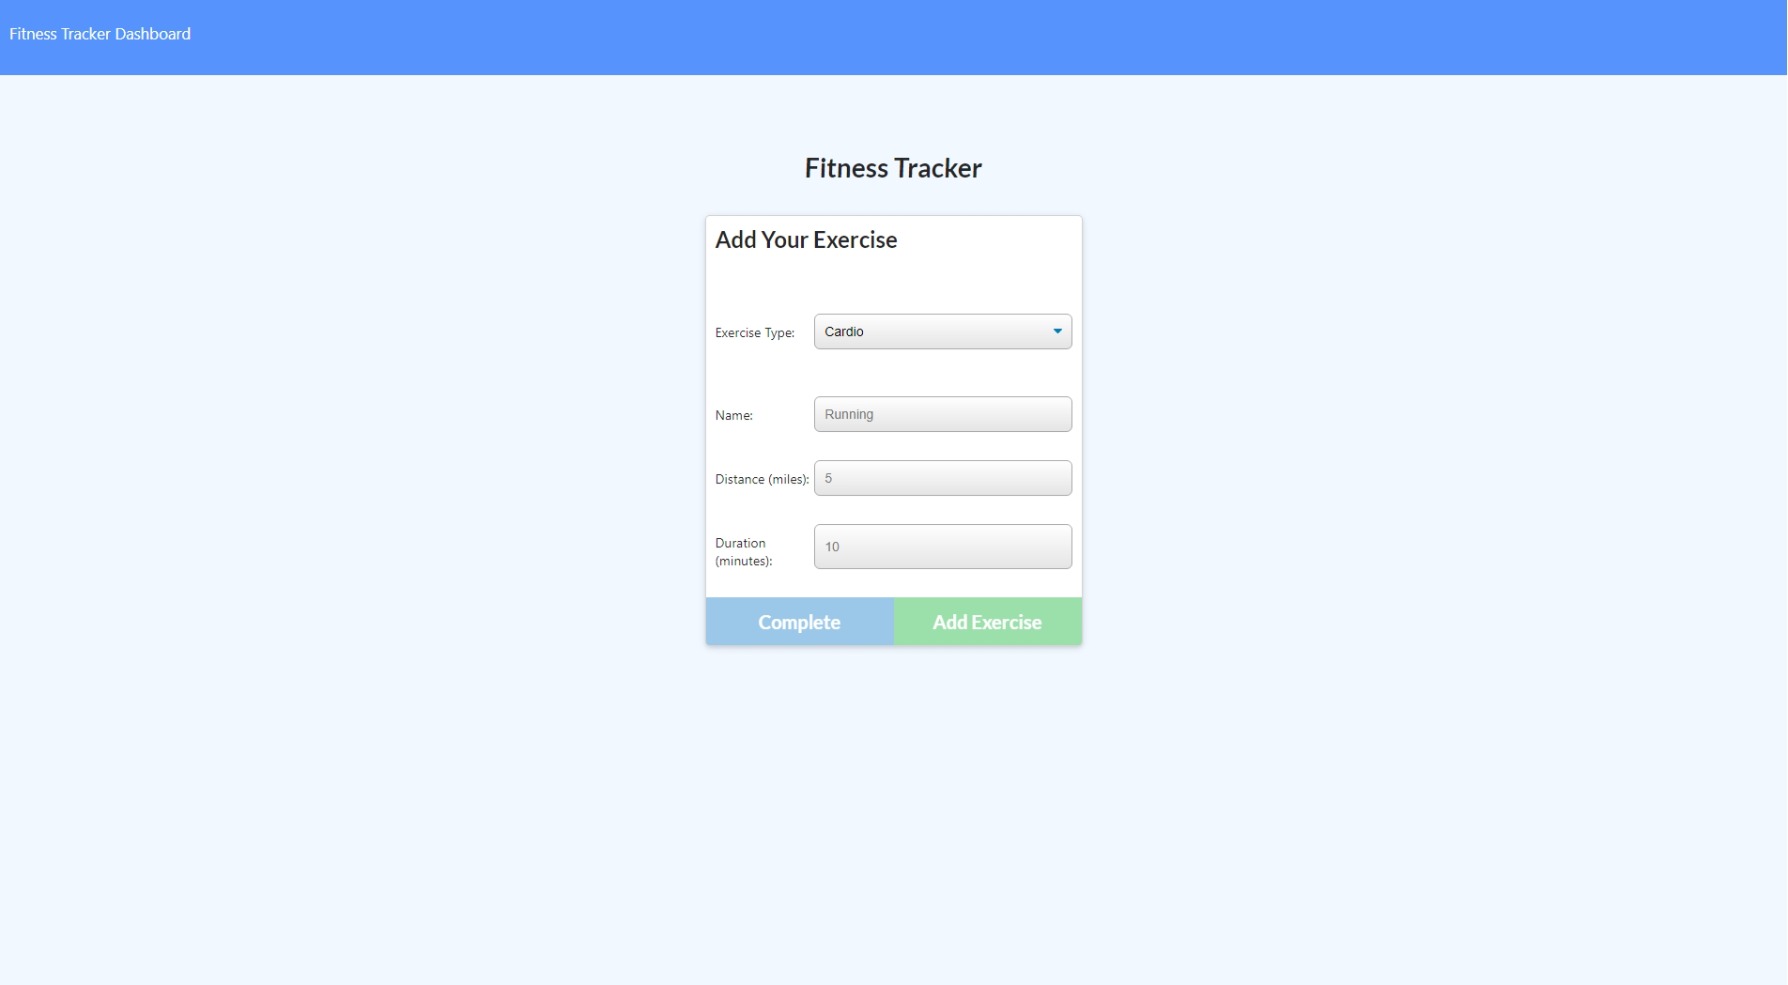 Fitness Tracker Dashboard
Fitness Tracker
Add Your Exercise
Exercise Type: Cardio
Name: Running
Distance (miles): 5
Duration
(minutes): 10
Complete Add Exercise